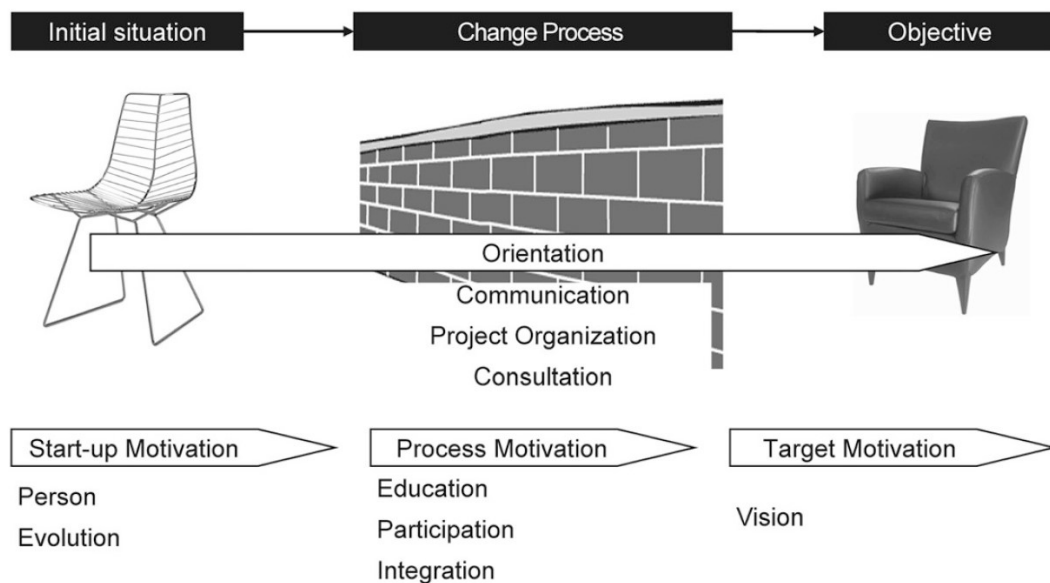 Initial situation
Change Process
Objective
Orientation
Communication
Project Organization
Consultation
Start-up Motivation
Process Motivation
Target Motivation
Person
Evolution
Education
Participation
Integration
Vision